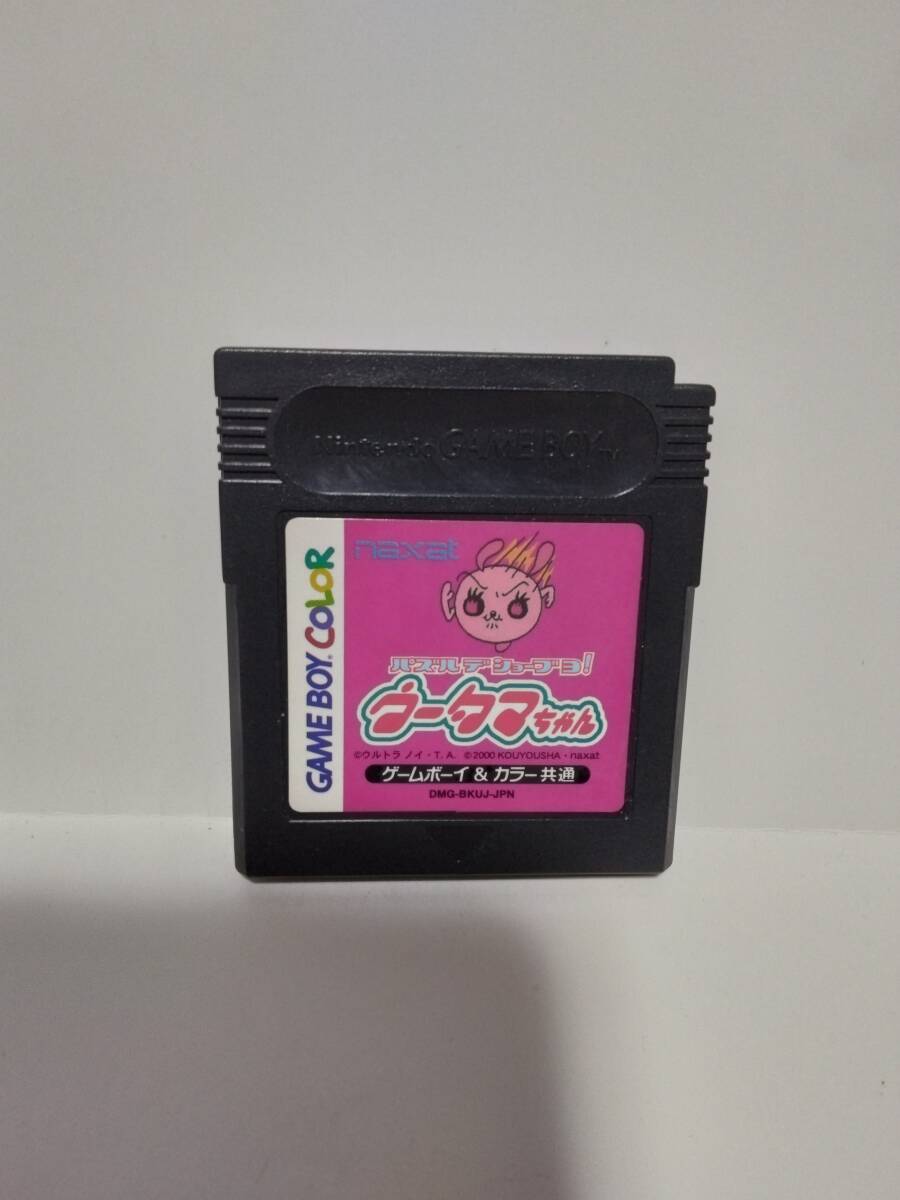 Nintendo GAME BOY TM
GAME BOY COLOR
naxat
パズルデショーブヨ!
ウータマちゃん
©ウルトラ ノイ・T.A. ©2000 KOUYOUSHA・naxat
ゲームボーイ & カラー共通
DMG-BKUJ-JPN